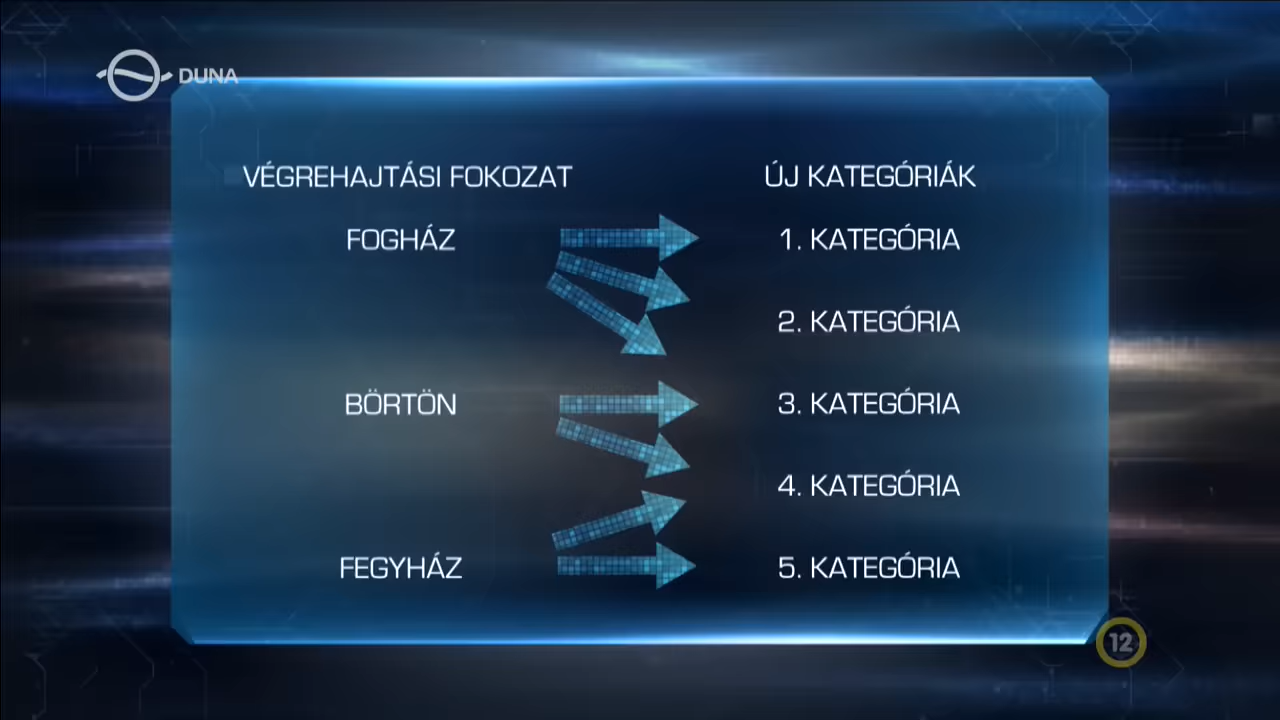 DUNA
VÉGREHAJTÁSI FOKOZAT
ÚJ KATEGÓRIÁK
FOGHÁZ
1. KATEGÓRIA
2. KATEGÓRIA
BÖRTÖN
3. KATEGÓRIA
4. KATEGÓRIA
FEGYHÁZ
5. KATEGÓRIA
12